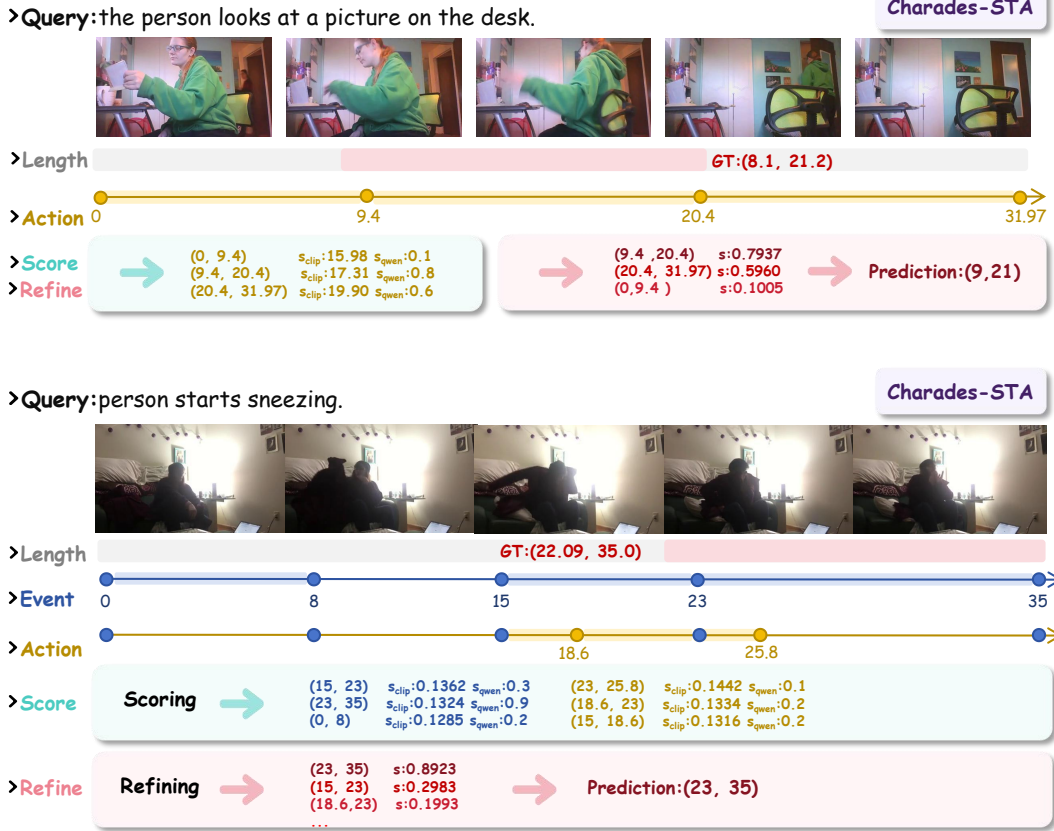 >Query:the person looks at a picture on the desk.
Charades-STA
>Length
GT:(8.1, 21.2)
>Action
0 9.4 20.4 31.97
>Score
>Refine
(0, 9.4) s_clip:15.98 s_qwen:0.1
(9.4, 20.4) s_clip:17.31 s_qwen:0.8
(20.4, 31.97) s_clip:19.90 s_qwen:0.6
(9.4 ,20.4) s:0.7937
(20.4, 31.97) s:0.5960
(0,9.4 ) s:0.1005
Prediction:(9,21)
Charades-STA
>Query:person starts sneezing.
>Length
GT:(22.09, 35.0)
>Event
0 8 15 23 35
>Action
18.6 25.8
>Score
Scoring
(15, 23) s_clip:0.1362 s_qwen:0.3
(23, 35) s_clip:0.1324 s_qwen:0.9
(0, 8) s_clip:0.1285 s_qwen:0.2
(23, 25.8) s_clip:0.1442 s_qwen:0.1
(18.6, 23) s_clip:0.1334 s_qwen:0.2
(15, 18.6) s_clip:0.1316 s_qwen:0.2
>Refine
Refining
(23, 35) s:0.8923
(15, 23) s:0.2983
(18.6,23) s:0.1993
...
Prediction:(23, 35)